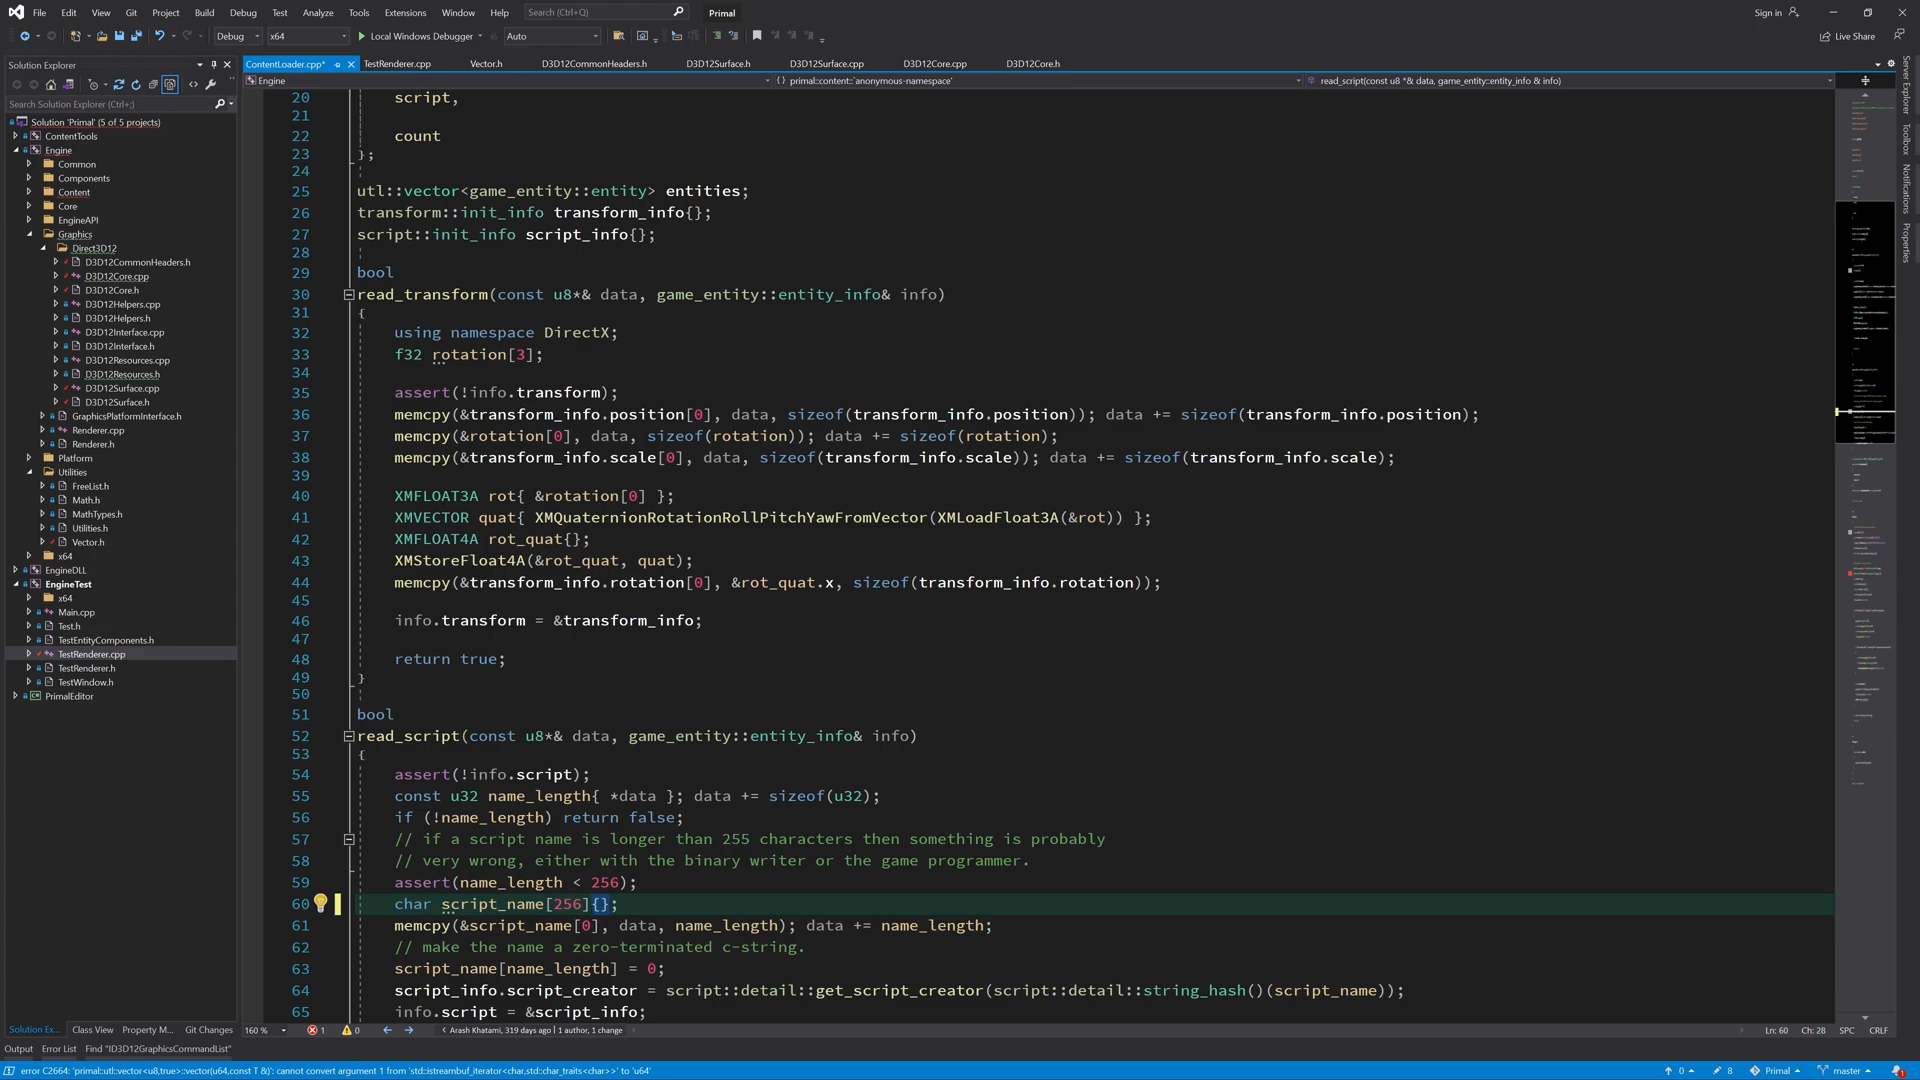 File Edit View Git Project Build Debug Test Analyze Tools Extensions Window Help Search (Ctrl+Q) Primal Sign in
Debug x64 Local Windows Debugger Auto Live Share
Solution Explorer
Search Solution Explorer (Ctrl+;)
Solution 'Primal' (5 of 5 projects)
ContentTools
Engine
Common
Components
Content
Core
EngineAPI
Graphics
Direct3D12
D3D12CommonHeaders.h
D3D12Core.cpp
D3D12Core.h
D3D12Helpers.cpp
D3D12Helpers.h
D3D12Interface.cpp
D3D12Interface.h
D3D12Resources.cpp
D3D12Resources.h
D3D12Surface.cpp
D3D12Surface.h
GraphicsPlatformInterface.h
Renderer.cpp
Renderer.h
Platform
Utilities
FreeList.h
Math.h
MathTypes.h
Utilities.h
Vector.h
x64
EngineDLL
EngineTest
x64
Main.cpp
Test.h
TestEntityComponents.h
TestRenderer.cpp
TestRenderer.h
TestWindow.h
PrimalEditor
Solution Ex... Class View Property M... Git Changes
ContentLoader.cpp* TestRenderer.cpp Vector.h D3D12CommonHeaders.h D3D12Surface.h D3D12Surface.cpp D3D12Core.cpp D3D12Core.h
Engine primal::content::`anonymous-namespace' read_script(const u8 *& data, game_entity::entity_info & info)
20 script,
21
22 count
23 };
24
25 utl::vector<game_entity::entity> entities;
26 transform::init_info transform_info{};
27 script::init_info script_info{};
28
29 bool
30 read_transform(const u8*& data, game_entity::entity_info& info)
31 {
32 using namespace DirectX;
33 f32 rotation[3];
34
35 assert(!info.transform);
36 memcpy(&transform_info.position[0], data, sizeof(transform_info.position)); data += sizeof(transform_info.position);
37 memcpy(&rotation[0], data, sizeof(rotation)); data += sizeof(rotation);
38 memcpy(&transform_info.scale[0], data, sizeof(transform_info.scale)); data += sizeof(transform_info.scale);
39
40 XMFLOAT3A rot{ &rotation[0] };
41 XMVECTOR quat{ XMQuaternionRotationRollPitchYawFromVector(XMLoadFloat3A(&rot)) };
42 XMFLOAT4A rot_quat{};
43 XMStoreFloat4A(&rot_quat, quat);
44 memcpy(&transform_info.rotation[0], &rot_quat.x, sizeof(transform_info.rotation));
45
46 info.transform = &transform_info;
47
48 return true;
49 }
50
51 bool
52 read_script(const u8*& data, game_entity::entity_info& info)
53 {
54 assert(!info.script);
55 const u32 name_length{ *data }; data += sizeof(u32);
56 if (!name_length) return false;
57 // if a script name is longer than 255 characters then something is probably
58 // very wrong, either with the binary writer or the game programmer.
59 assert(name_length < 256);
60 char script_name[256]{};
61 memcpy(&script_name[0], data, name_length); data += name_length;
62 // make the name a zero-terminated c-string.
63 script_name[name_length] = 0;
64 script_info.script_creator = script::detail::get_script_creator(script::detail::string_hash()(script_name));
65 info.script = &script_info;
160 % 1 0 Arash Khatami, 319 days ago | 1 author, 1 change Ln: 60 Ch: 28 SPC CRLF
Server Explorer
Toolbox
Notifications
Properties
Output Error List Find "ID3D12GraphicsCommandList"
error C2664: 'primal::utl::vector<u8,true>::vector(u64,const T &)': cannot convert argument 1 from 'std::istreambuf_iterator<char,std::char_traits<char>>' to 'u64' 0 8 Primal master 1